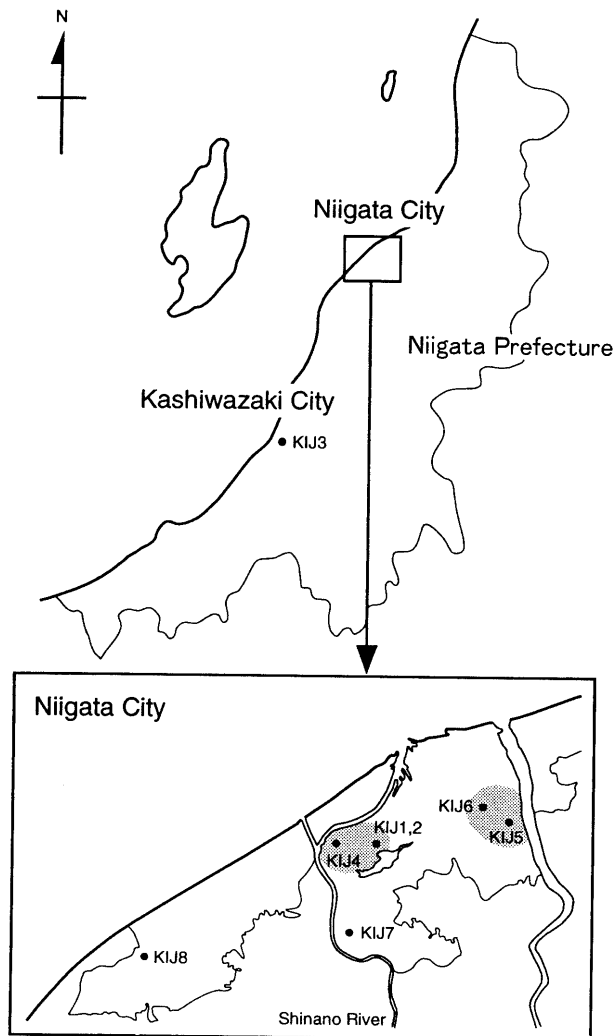 N
Niigata City
Niigata Prefecture
Kashiwazaki City
KIJ3
Niigata City
KIJ6
KIJ5
KIJ1,2
KIJ4
KIJ7
KIJ8
Shinano River